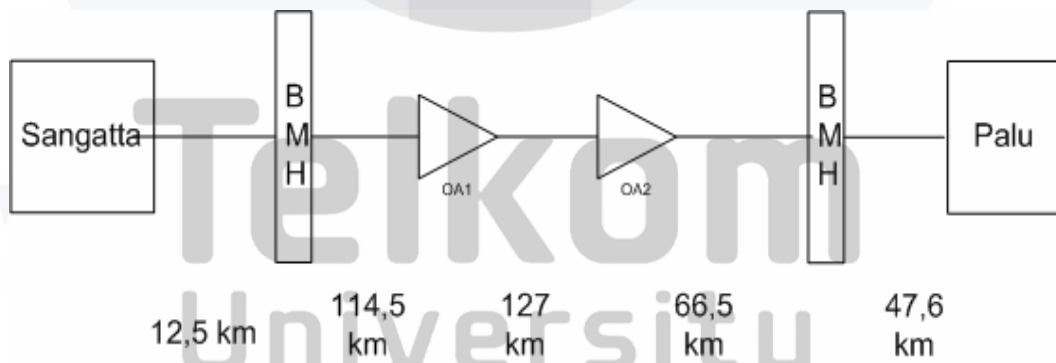 Sangatta
B
M
H
OA1
OA2
B
M
H
Palu
12,5 km
114,5
km
127
km
66,5
km
47,6
km
Telkom
University